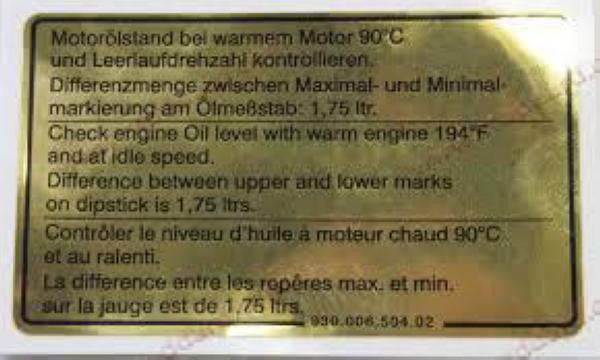 Motorölstand bei warmem Motor 90°C
und Leerlaufdrehzahl kontrollieren.
Differenzmenge zwischen Maximal- und Minimal-
markierung am Ölmeßstab: 1,75 ltr.
Check engine Oil level with warm engine 194°F
and at idle speed.
Difference between upper and lower marks
on dipstick is 1,75 ltrs.
Contrôler le niveau d'huile à moteur chaud 90°C
et au ralenti.
La difference entre les repêres max. et min.
sur la jauge est de 1,75 ltrs.
930.006.504.02